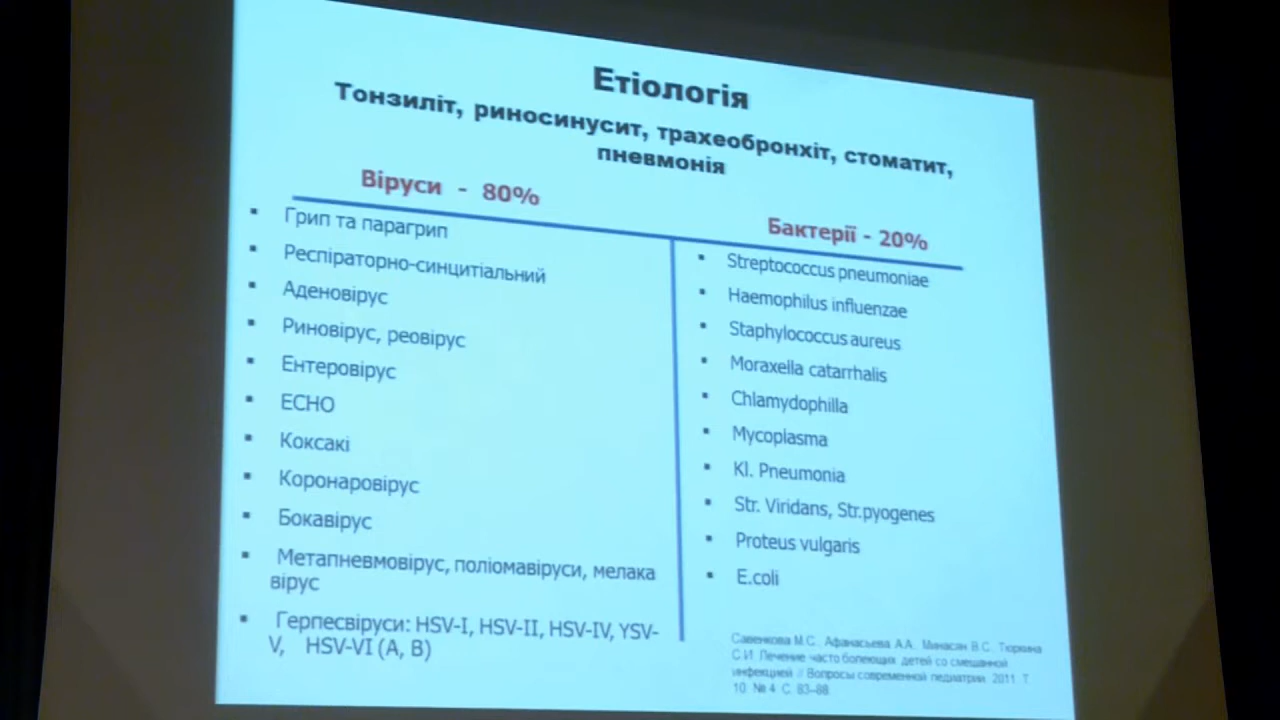 Етіологія
Тонзиліт, риносинусит, трахеобронхіт, стоматит,
пневмонія
Віруси - 80%
▪ Грип та парагрип
▪ Респіраторно-синцитіальний
▪ Аденовірус
▪ Риновірус, реовірус
▪ Ентеровірус
▪ ЕСНО
▪ Коксакі
▪ Коронаровірус
▪ Бокавірус
▪ Метапневмовірус, поліомавіруси, мелака
вірус
▪ Герпесвіруси: HSV-I, HSV-II, HSV-IV, YSV-
V, HSV-VI (A, B)
Бактерії - 20%
▪ Streptococcus pneumoniae
▪ Haemophilus influenzae
▪ Staphylococcus aureus
▪ Moraxella catarrhalis
▪ Chlamydophilla
▪ Mycoplasma
▪ Kl. Pneumonia
▪ Str. Viridans, Str.pyogenes
▪ Proteus vulgaris
▪ E.coli
Савенкова М.С., Афанасьева А.А., Минасян В.С., Тюркина
С.И. Лечение часто болеющих детей со смешанной
инфекцией // Вопросы современной педиатрии. 2011. Т.
10. № 4. С. 83–88.